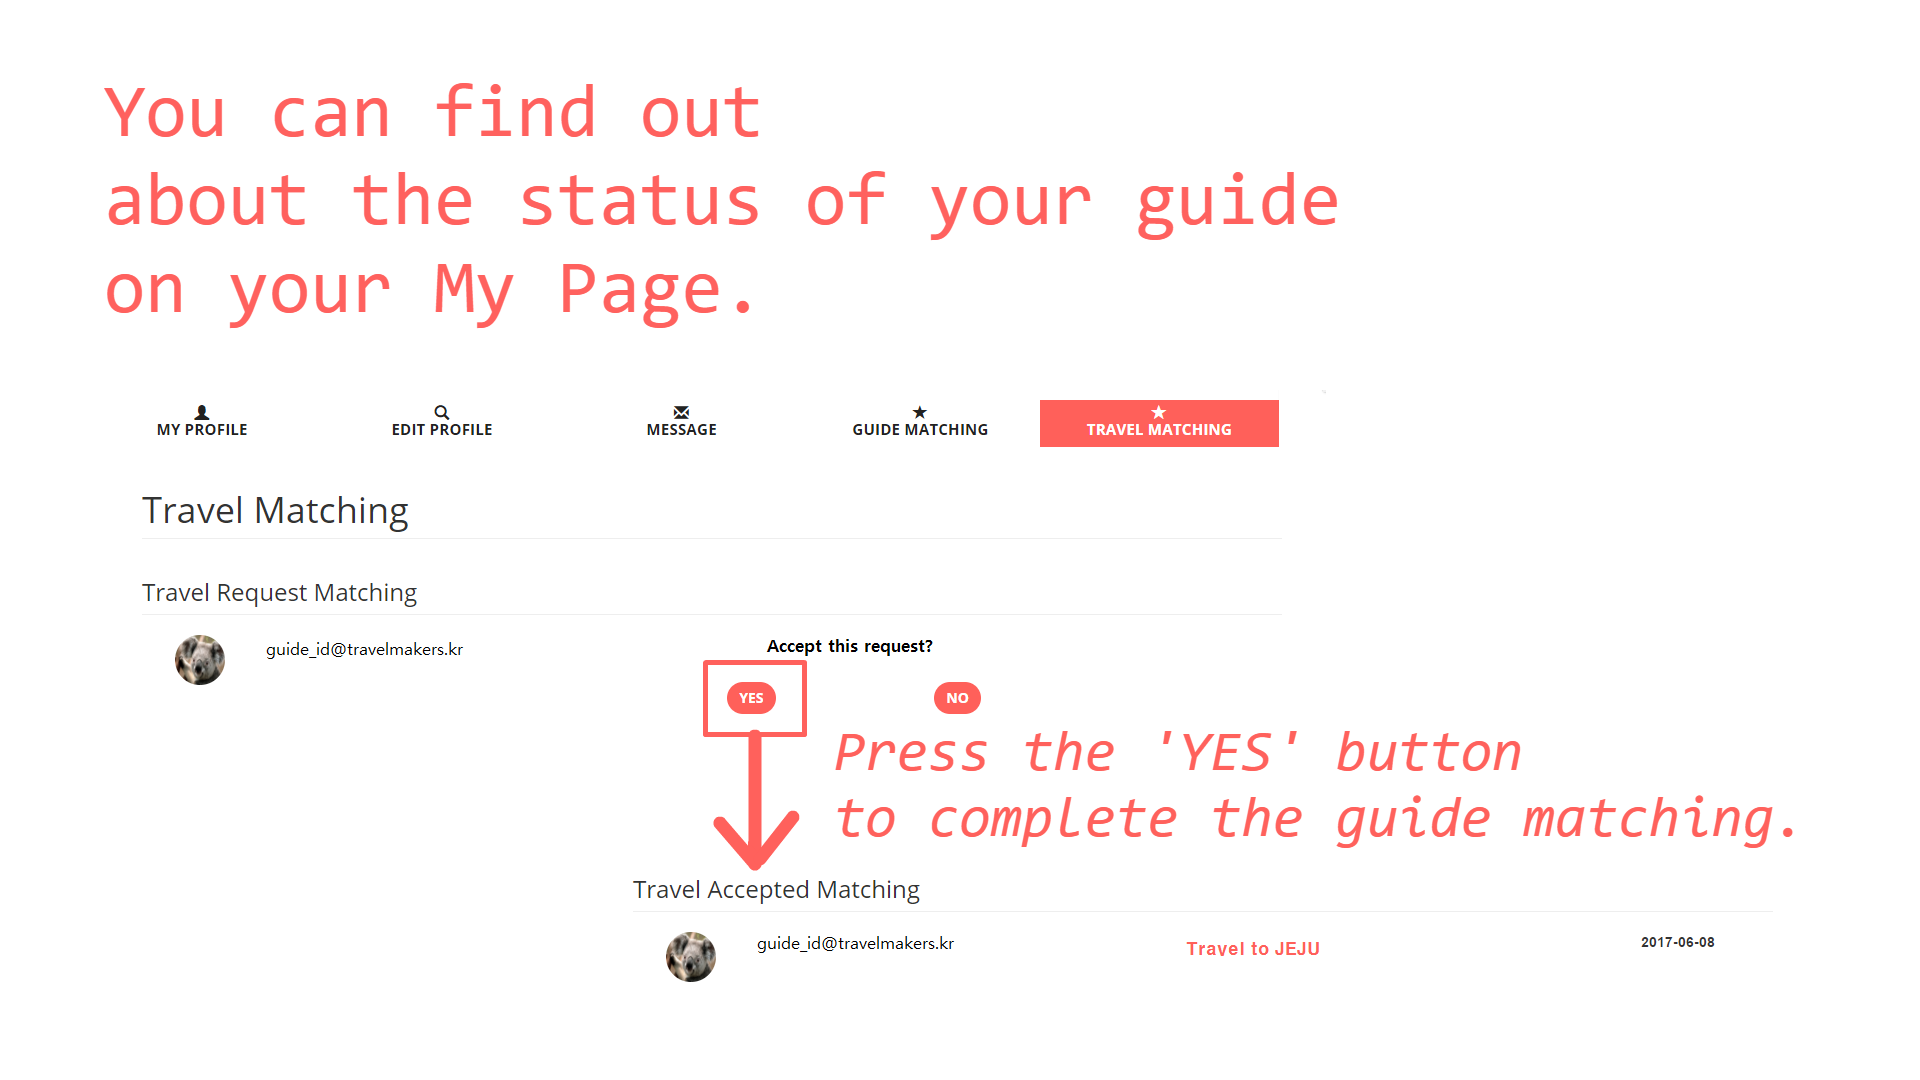 You can find out
about the status of your guide
on your My Page.
MY PROFILE
EDIT PROFILE
MESSAGE
GUIDE MATCHING
TRAVEL MATCHING
Travel Matching
Travel Request Matching
guide_id@travelmakers.kr
Accept this request?
YES
NO
Press the 'YES' button
to complete the guide matching.
Travel Accepted Matching
guide_id@travelmakers.kr
Travel to JEJU
2017-06-08